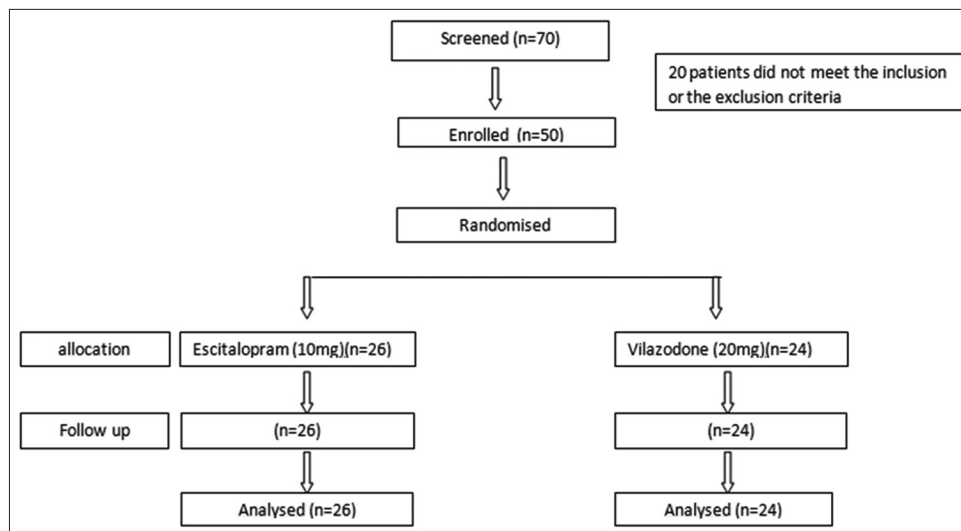 Screened (n=70)
20 patients did not meet the inclusion
or the exclusion criteria
Enrolled (n=50)
Randomised
allocation
Escitalopram (10mg)(n=26)
Vilazodone (20mg)(n=24)
Follow up
(n=26)
(n=24)
Analysed (n=26)
Analysed (n=24)